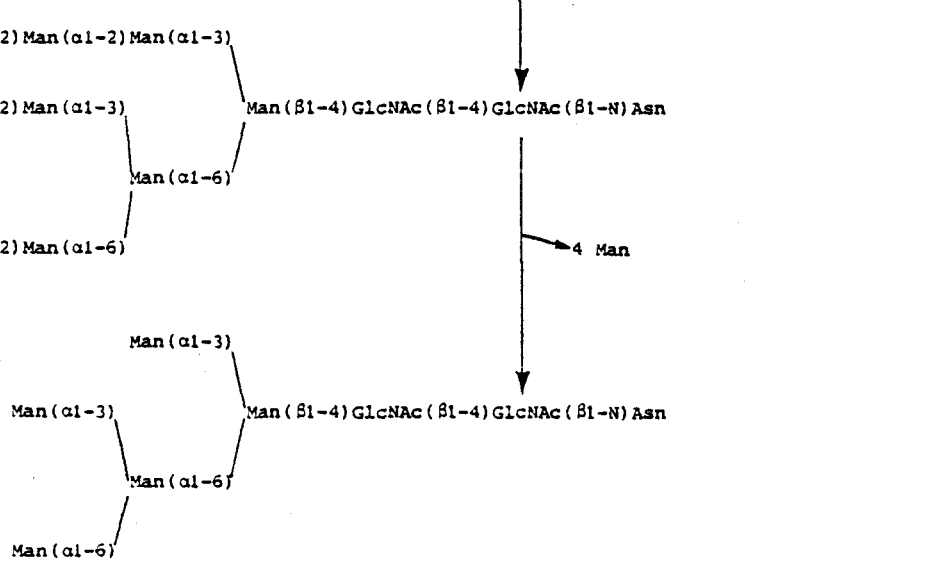 2)Man(α1-2)Man(α1-3)
2)Man(α1-3)
Man(β1-4)GlcNAc(β1-4)GlcNAc(β1-N)Asn
Man(α1-6)
2)Man(α1-6)
4 Man
Man(α1-3)
Man(α1-3)
Man(β1-4)GlcNAc(β1-4)GlcNAc(β1-N)Asn
Man(α1-6)
Man(α1-6)